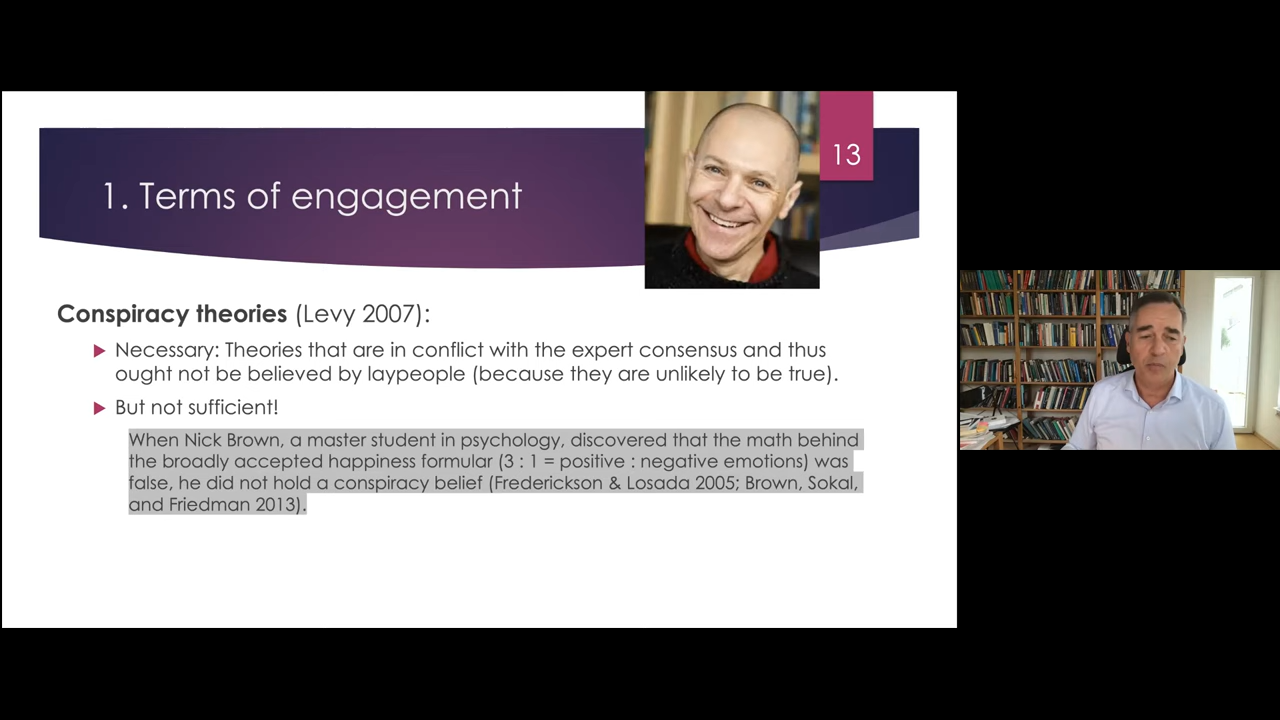 13
1. Terms of engagement
Conspiracy theories (Levy 2007):
Necessary: Theories that are in conflict with the expert consensus and thus
ought not be believed by laypeople (because they are unlikely to be true).
But not sufficient!
When Nick Brown, a master student in psychology, discovered that the math behind
the broadly accepted happiness formular (3 : 1 = positive : negative emotions) was
false, he did not hold a conspiracy belief (Frederickson & Losada 2005; Brown, Sokal,
and Friedman 2013).